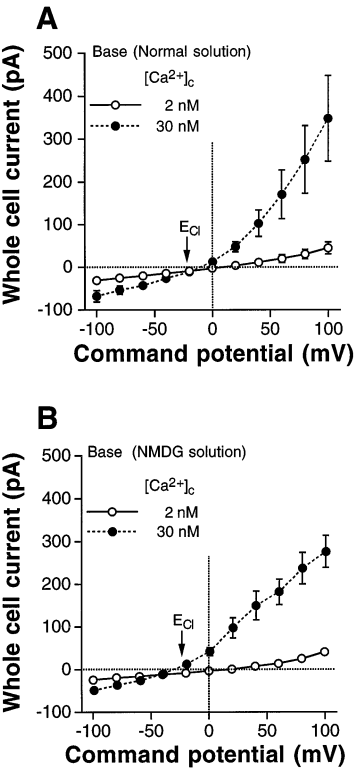 A
Base (Normal solution)
[Ca2+]c
2 nM
30 nM
ECl
Whole cell current (pA)
500
400
300
200
100
0
-100
-100 -50 0 50 100
Command potential (mV)
B
Base (NMDG solution)
[Ca2+]c
2 nM
30 nM
ECl
Whole cell current (pA)
500
400
300
200
100
0
-100
-100 -50 0 50 100
Command potential (mV)